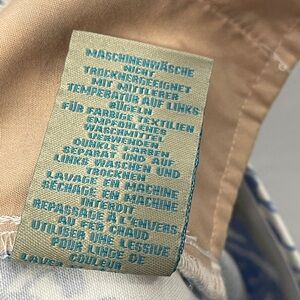 MASCHINENWÄSCHE
NICHT
TROCKNERGEEIGNET
MIT MITTLERER
TEMPERATUR AUF LINKS
BÜGELN
FÜR FARBIGE TEXTILIEN
EMPFOHLENES
WASCHMITTEL
VERWENDEN
DUNKLE FARBEN
SEPARAT UND AUF
LINKS WASCHEN UND
TROCKNEN
LAVAGE EN MACHINE
SÉCHAGE EN MACHINE
INTERDIT
REPASSAGE À L'ENVERS
AU FER CHAUD
UTILISER UNE LESSIVE
POUR LINGE DE
COULEUR
LAVER